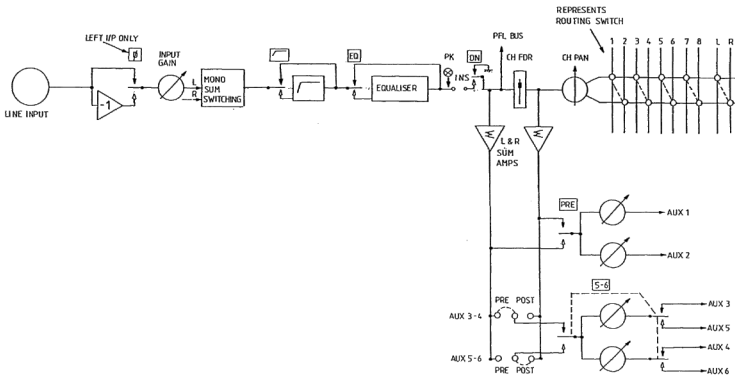 REPRESENTS
ROUTING SWITCH
1 2 3 4 5 6 7 8 L R
PFL BUS
LEFT I/P ONLY
ø
INPUT
GAIN
EQ
PK
INS
ON
CH FDR
CH PAN
L
R
MONO
SUM
SWITCHING
EQUALISER
-1
LINE INPUT
L & R
SUM
AMPS
PRE
AUX 1
AUX 2
5-6
PRE POST
AUX 3-4
AUX 3
AUX 5
AUX 4
AUX 5-6
PRE POST
AUX 6